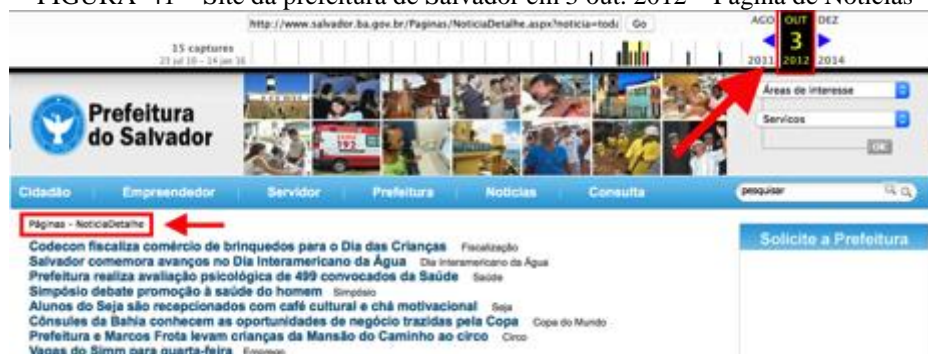 FIGURA 41 – Site da prefeitura de Salvador em 3 out. 2012 – Página de Notícias
http://www.salvador.ba.gov.br/Paginas/NoticiaDetalhe.aspx?noticia=tod Go
AGO OUT DEZ
15 captures
3
2011 2012 2014
Prefeitura
do Salvador
192
Áreas de interesse
Servicos
OK
Cidadão Empreendedor Servidor Prefeitura Notícias Consulta
pesquisar
Páginas - NoticiaDetalhe
Solicite a Prefeitura
Codecon fiscaliza comércio de brinquedos para o Dia das Crianças Fiscalização
Salvador comemora avanços no Dia Interamericano da Água Dia Interamericano da Água
Prefeitura realiza avaliação psicológica de 499 convocados da Saúde Saúde
Simpósio debate promoção à saúde do homem Simpósio
Alunos do Seja são recepcionados com café cultural e chá motivacional Seja
Cônsules da Bahia conhecem as oportunidades de negócio trazidas pela Copa Copa do Mundo
Prefeitura e Marcos Frota levam crianças da Mansão do Caminho ao circo Circo
Vagas do Simm para quarta-feira Emprego